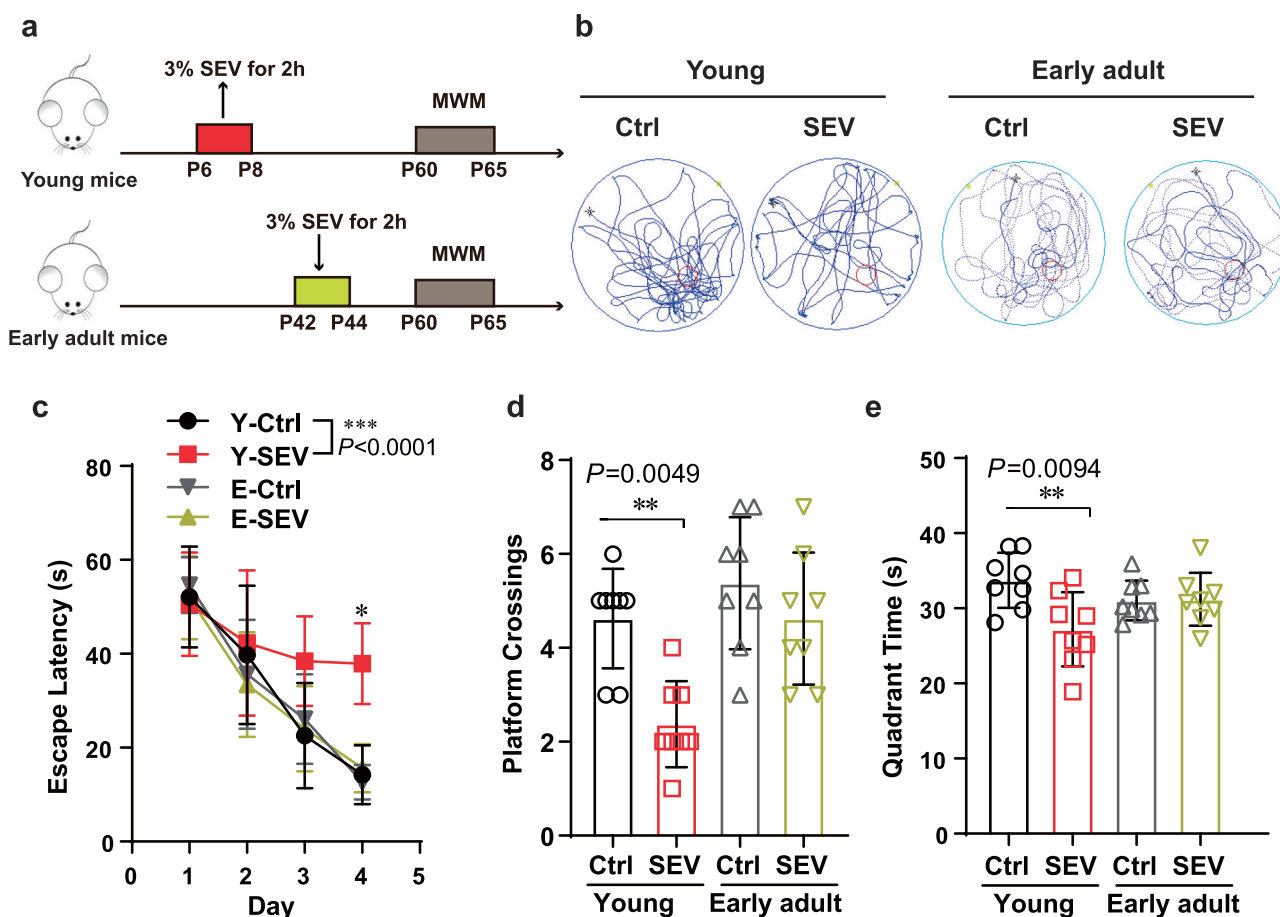 a
3% SEV for 2h
MWM
P6 P8 P60 P65
Young mice
3% SEV for 2h
MWM
P42 P44 P60 P65
Early adult mice
b
Young Early adult
Ctrl SEV Ctrl SEV
c
Y-Ctrl
Y-SEV
E-Ctrl
E-SEV
***
P<0.0001
80
60
40
20
0
Escape Latency (s)
*
0 1 2 3 4 5
Day
d
P=0.0049
**
8
6
4
2
0
Platform Crossings
Ctrl SEV Ctrl SEV
Young Early adult
e
P=0.0094
**
50
40
30
20
10
0
Quadrant Time (s)
Ctrl SEV Ctrl SEV
Young Early adult